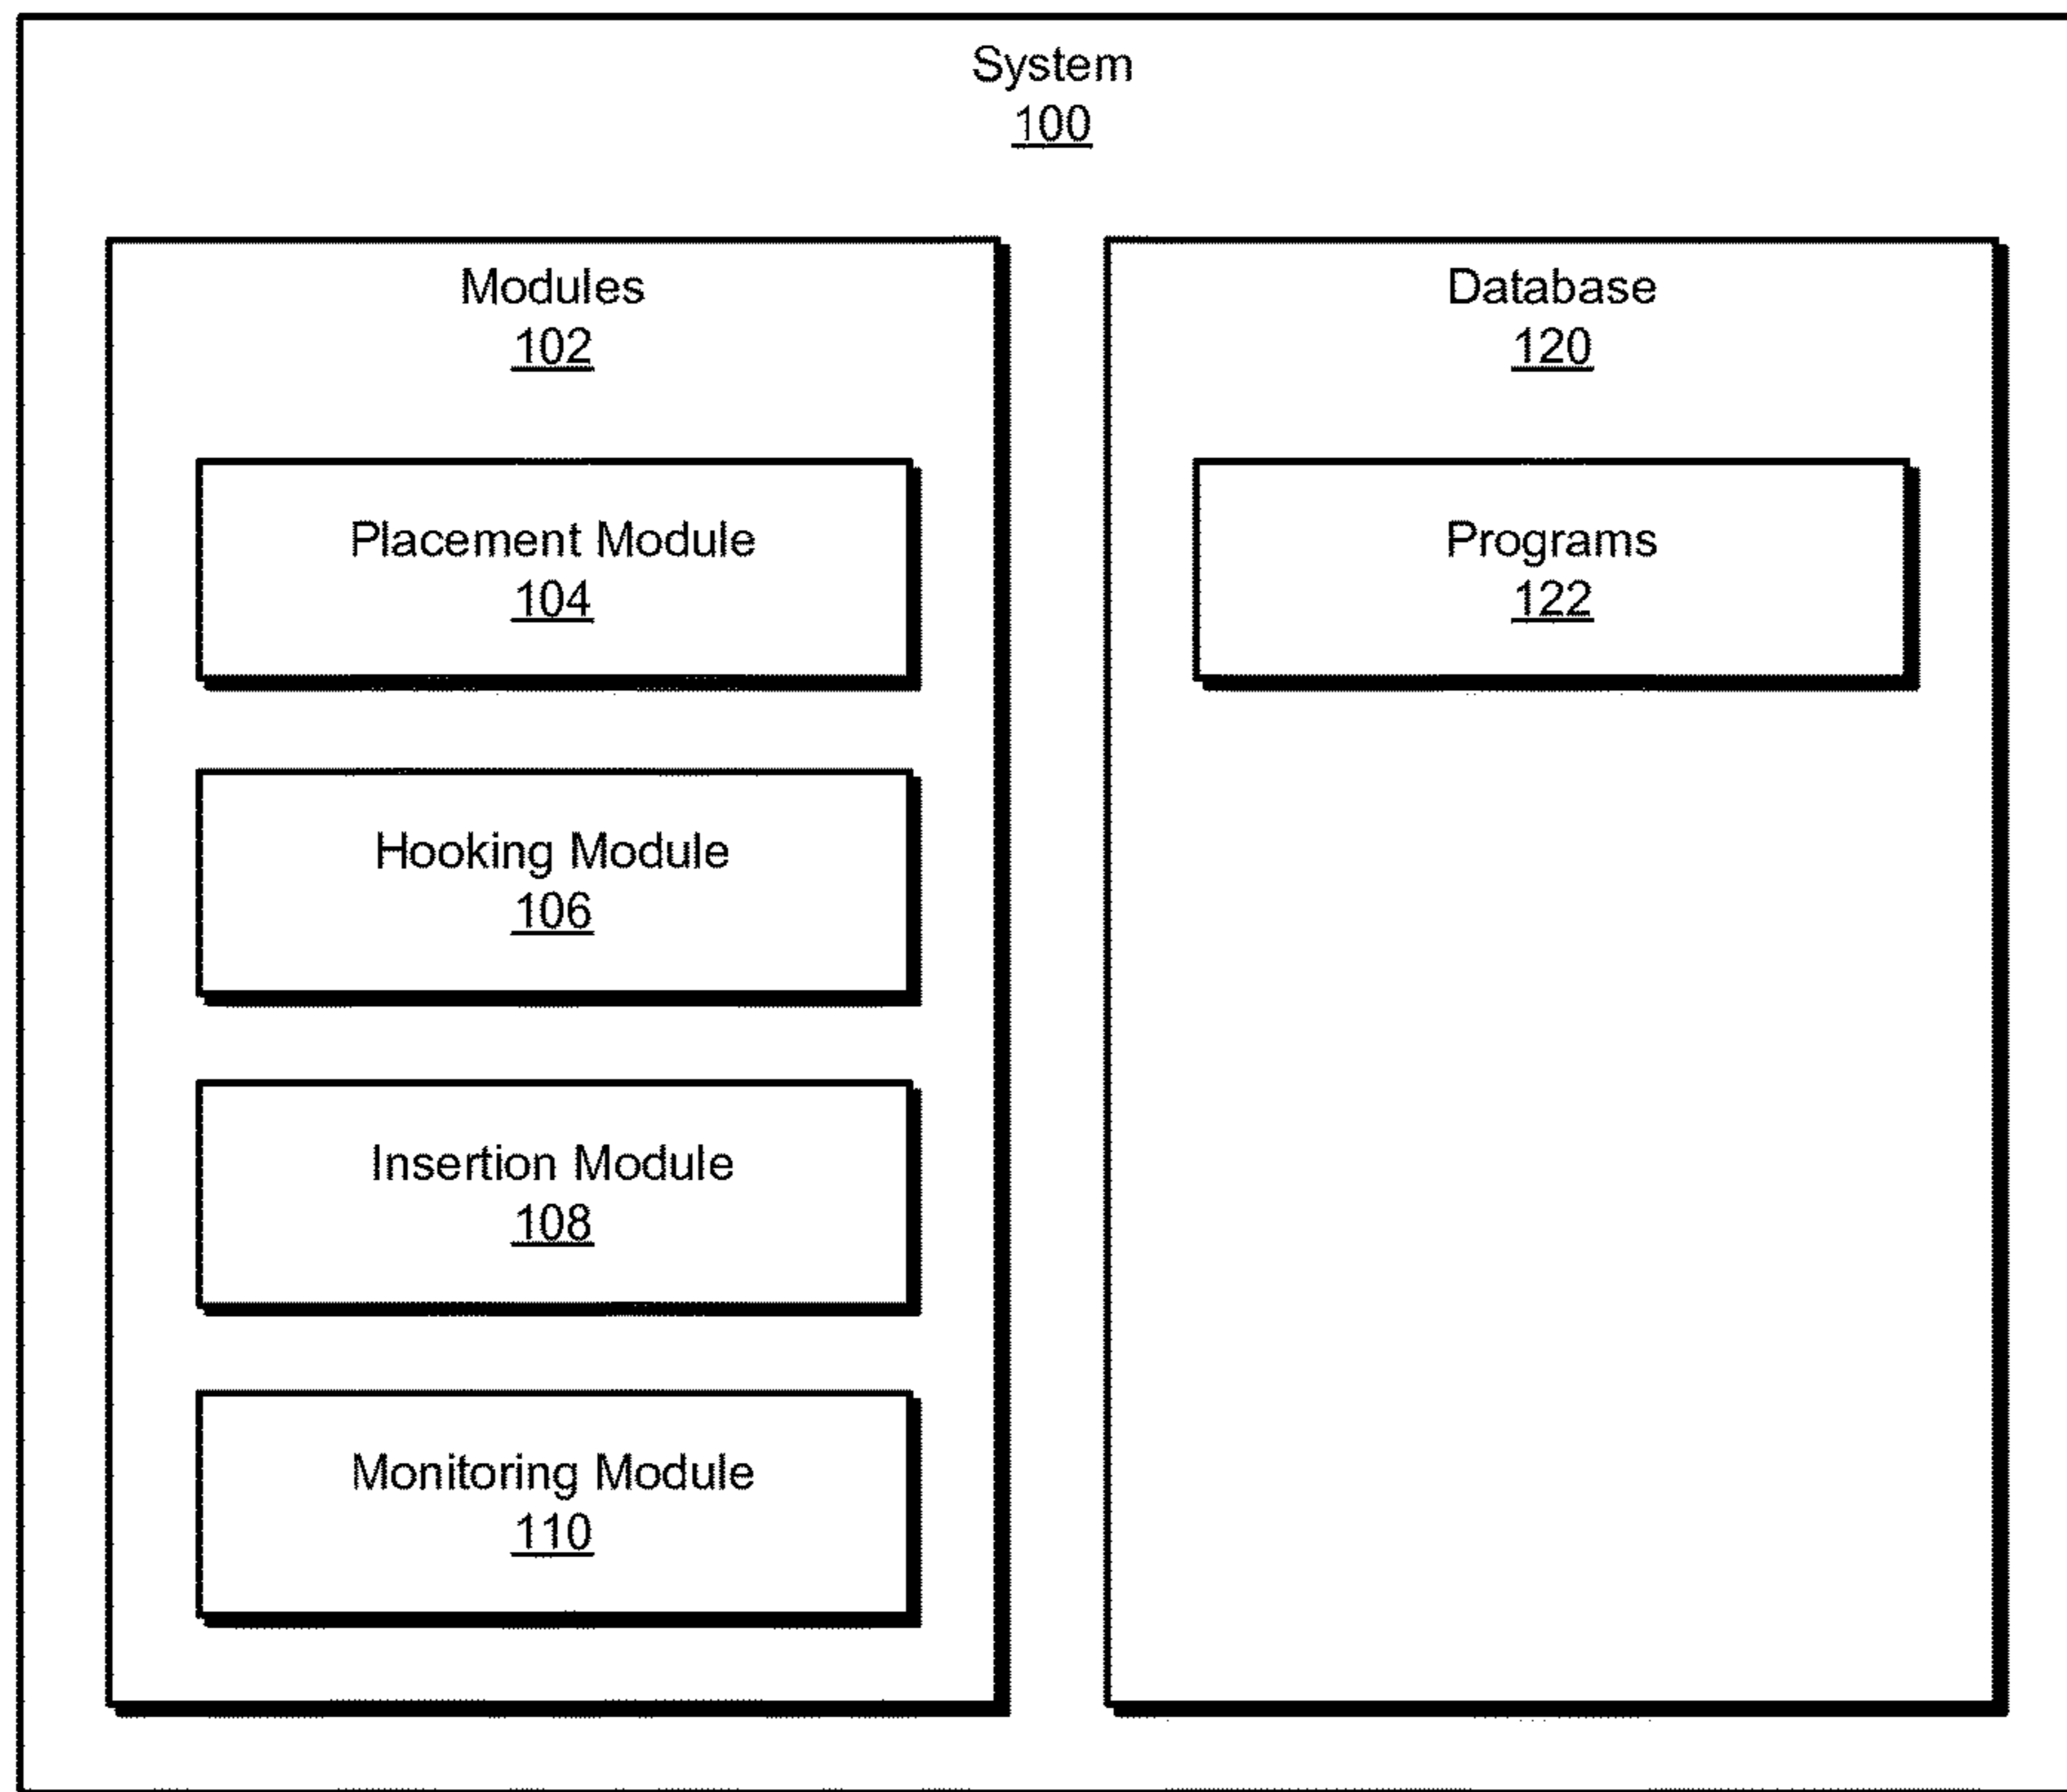 System
100
Modules
102
Placement Module
104
Hooking Module
106
Insertion Module
108
Monitoring Module
110
Database
120
Programs
122